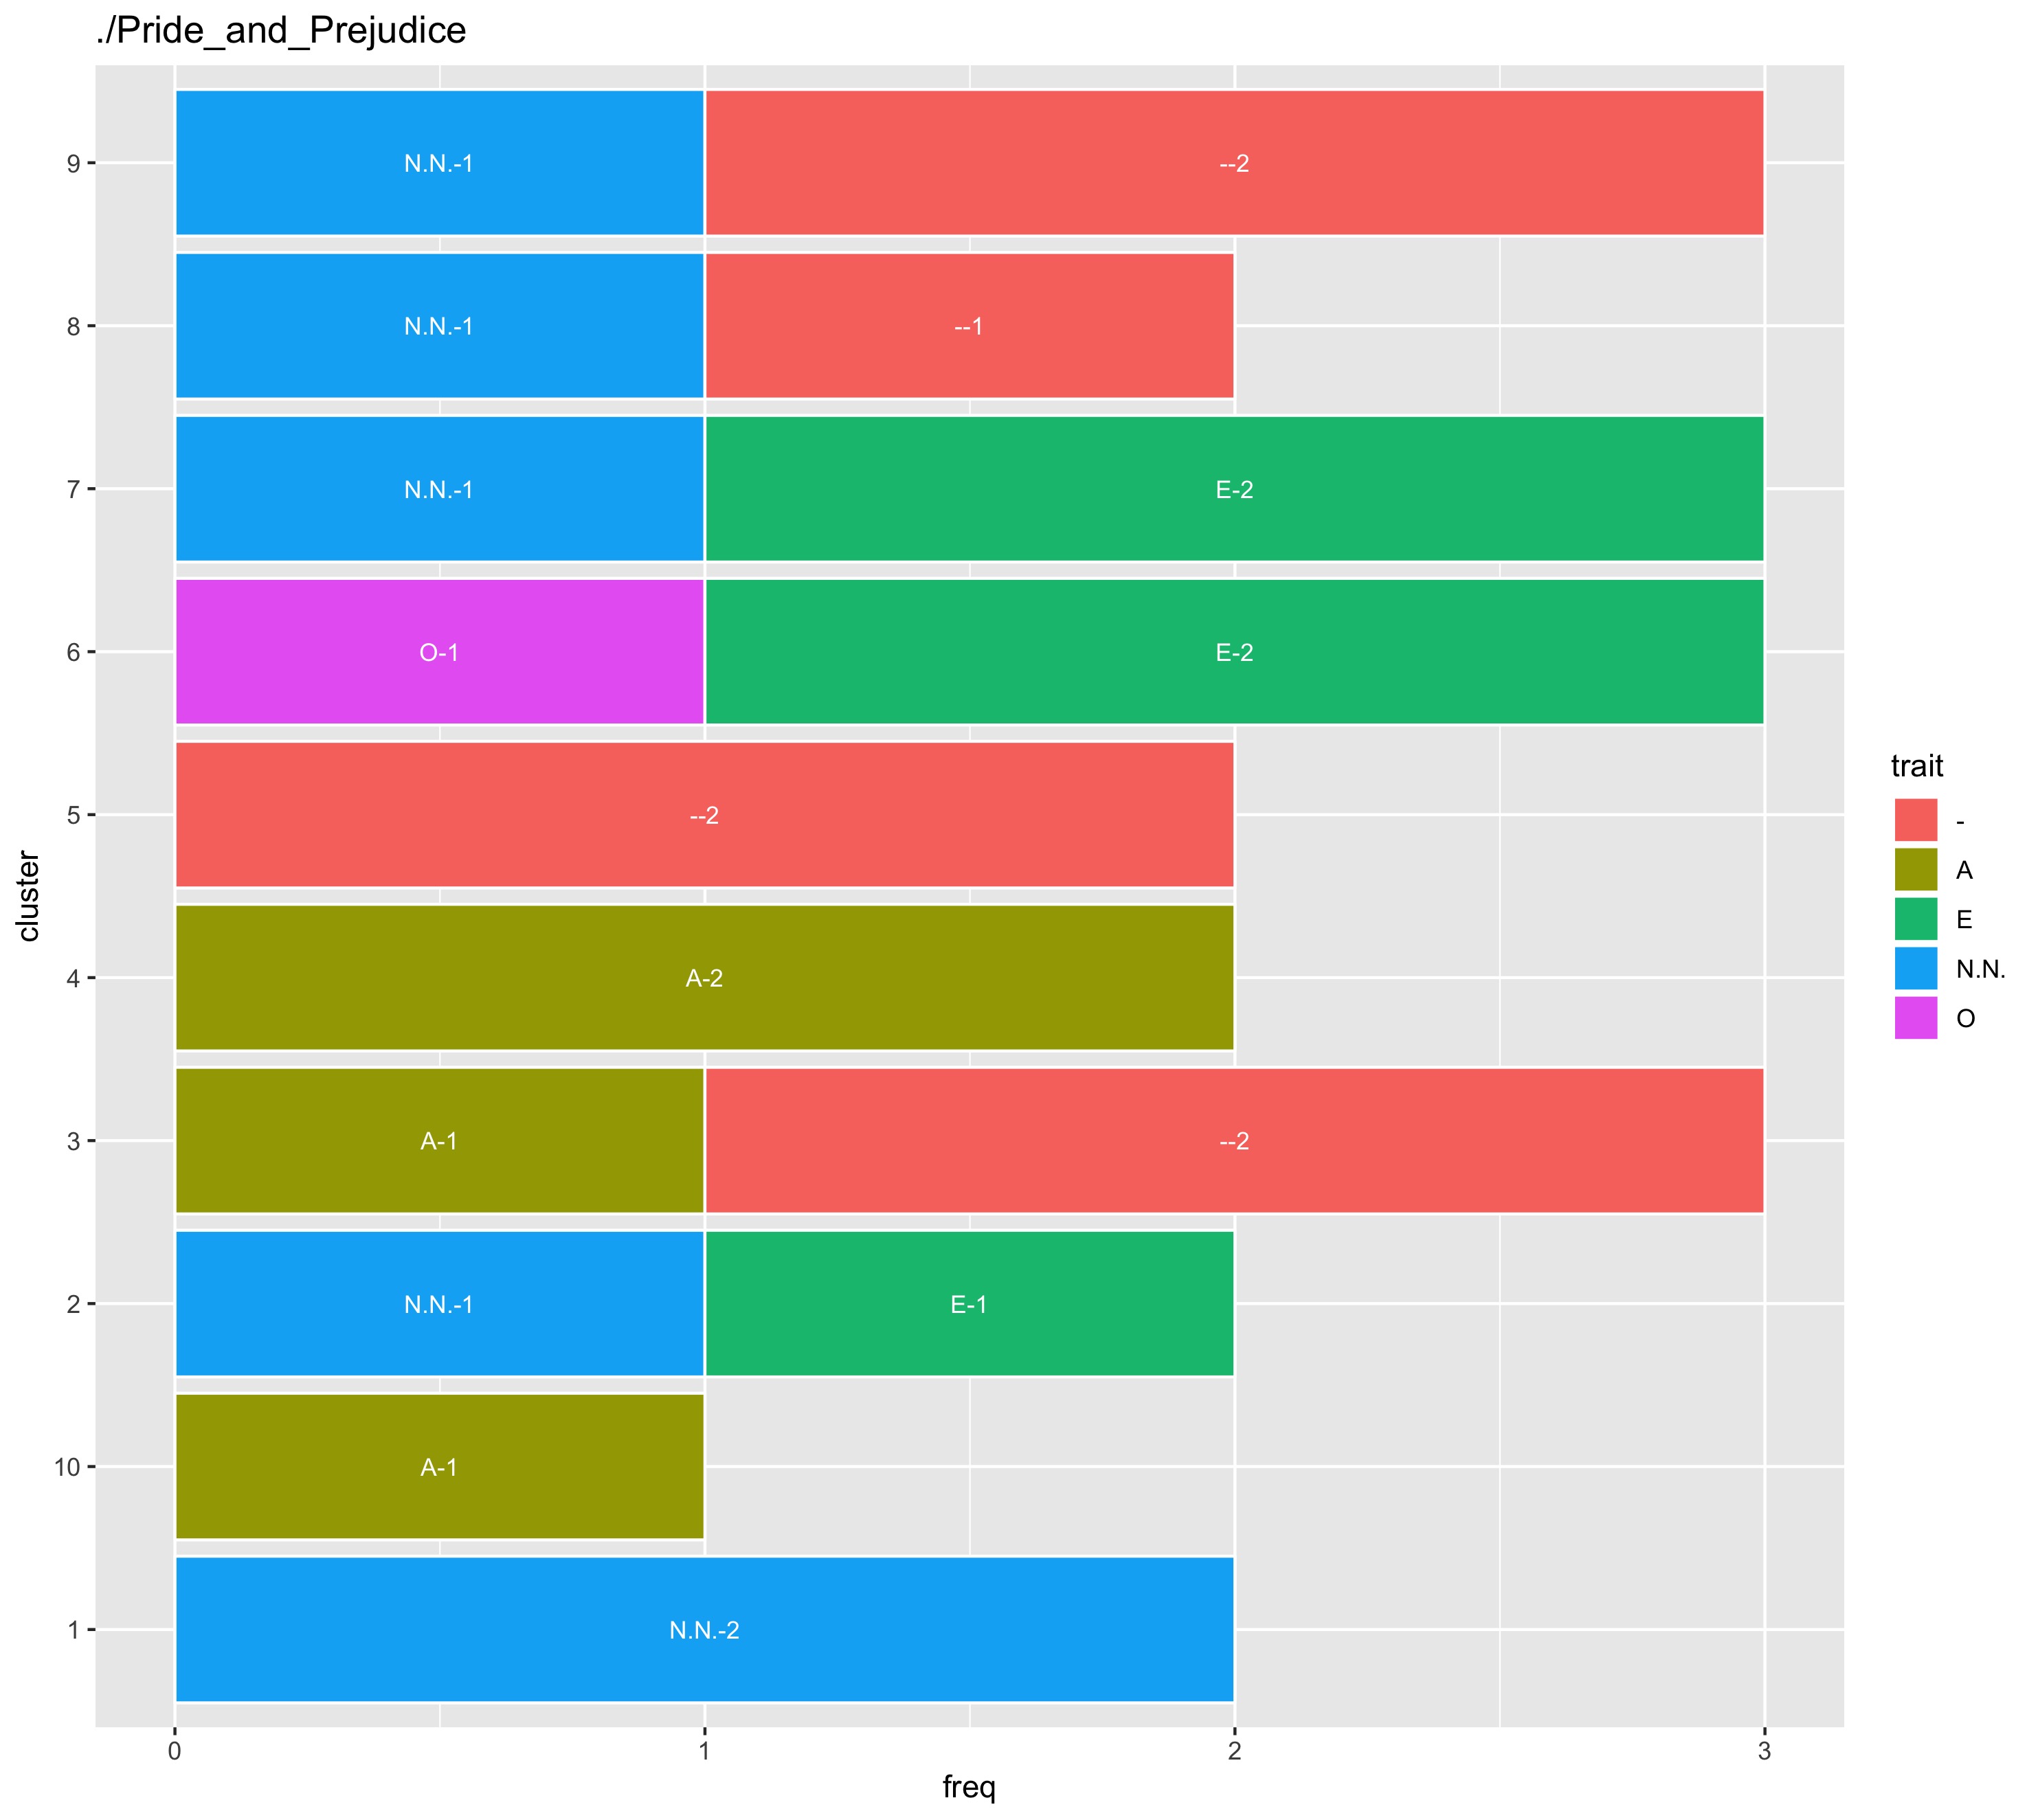 ./Pride_and_Prejudice
9
N.N.-1
--2
8
N.N.-1
--1
7
N.N.-1
E-2
6
O-1
E-2
5
--2
4
A-2
3
A-1
--2
2
N.N.-1
E-1
10
A-1
1
N.N.-2
0
1
2
3
freq
cluster
trait
-
A
E
N.N.
O